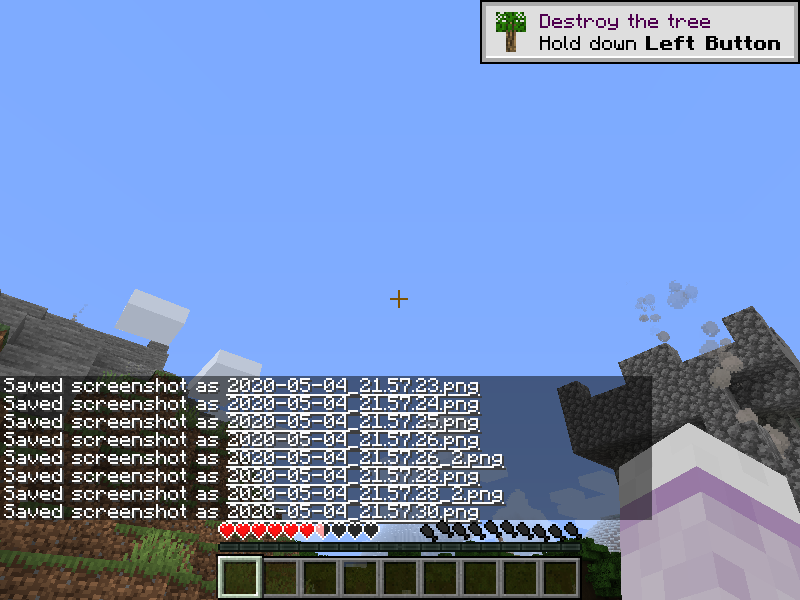 Destroy the tree
Hold down Left Button
Saved screenshot as 2020-05-04_21.57.23.png
Saved screenshot as 2020-05-04_21.57.24.png
Saved screenshot as 2020-05-04_21.57.25.png
Saved screenshot as 2020-05-04_21.57.26.png
Saved screenshot as 2020-05-04_21.57.26_2.png
Saved screenshot as 2020-05-04_21.57.28.png
Saved screenshot as 2020-05-04_21.57.28_2.png
Saved screenshot as 2020-05-04_21.57.30.png